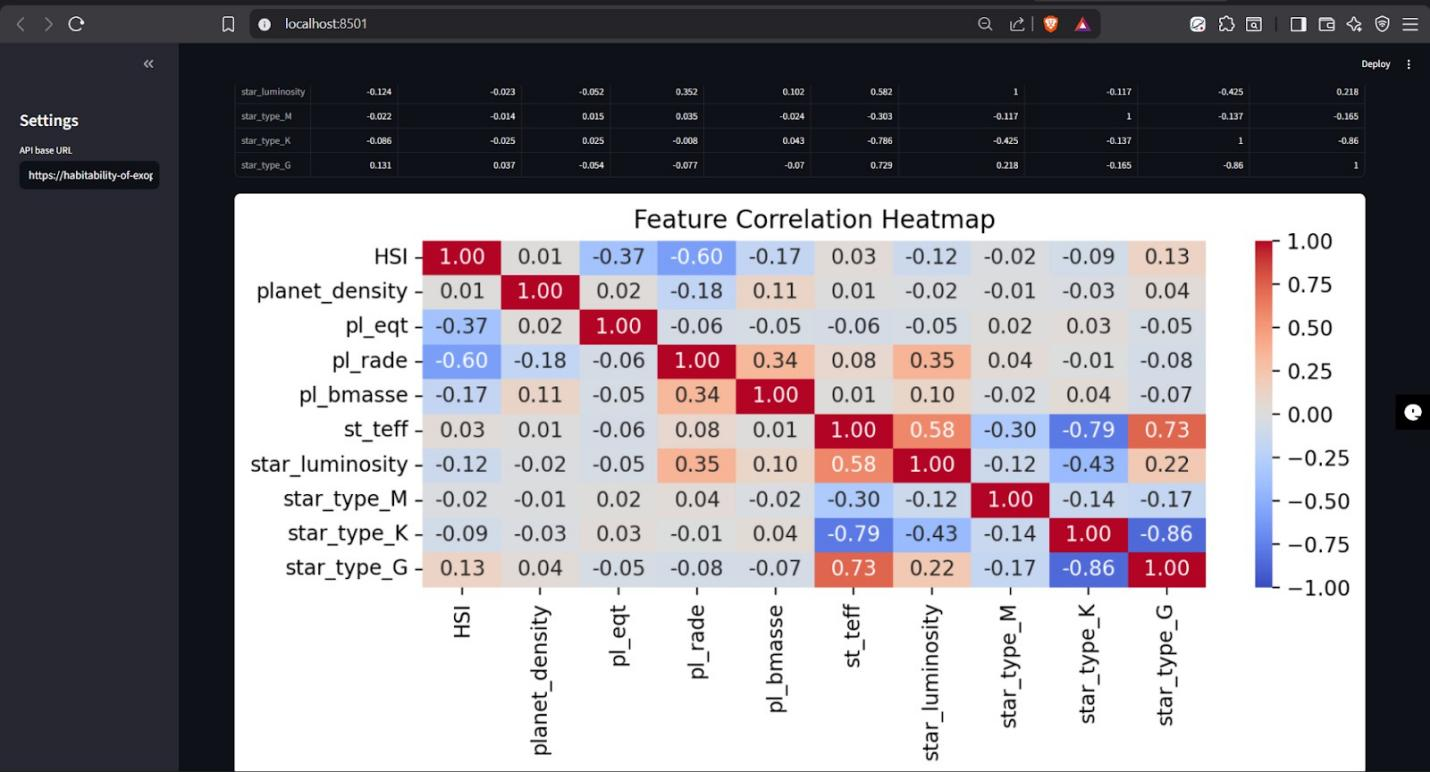 localhost:8501
Deploy
Settings
API base URL
https://habitability-of-exop
star_luminosity -0.124 -0.023 -0.052 0.352 0.102 0.582 1 -0.117 -0.425 0.218
star_type_M -0.022 -0.014 0.015 0.035 -0.024 -0.303 -0.117 1 -0.137 -0.165
star_type_K -0.086 -0.025 0.025 -0.008 0.043 -0.786 -0.425 -0.137 1 -0.86
star_type_G 0.131 0.037 -0.054 -0.077 -0.07 0.729 0.218 -0.165 -0.86 1
Feature Correlation Heatmap
HSI 1.00 0.01 -0.37 -0.60 -0.17 0.03 -0.12 -0.02 -0.09 0.13
planet_density 0.01 1.00 0.02 -0.18 0.11 0.01 -0.02 -0.01 -0.03 0.04
pl_eqt -0.37 0.02 1.00 -0.06 -0.05 -0.06 -0.05 0.02 0.03 -0.05
pl_rade -0.60 -0.18 -0.06 1.00 0.34 0.08 0.35 0.04 -0.01 -0.08
pl_bmasse -0.17 0.11 -0.05 0.34 1.00 0.01 0.10 -0.02 0.04 -0.07
st_teff 0.03 0.01 -0.06 0.08 0.01 1.00 0.58 -0.30 -0.79 0.73
star_luminosity -0.12 -0.02 -0.05 0.35 0.10 0.58 1.00 -0.12 -0.43 0.22
star_type_M -0.02 -0.01 0.02 0.04 -0.02 -0.30 -0.12 1.00 -0.14 -0.17
star_type_K -0.09 -0.03 0.03 -0.01 0.04 -0.79 -0.43 -0.14 1.00 -0.86
star_type_G 0.13 0.04 -0.05 -0.08 -0.07 0.73 0.22 -0.17 -0.86 1.00
HSI planet_density pl_eqt pl_rade pl_bmasse st_teff star_luminosity star_type_M star_type_K star_type_G
1.00
0.75
0.50
0.25
0.00
−0.25
−0.50
−0.75
−1.00